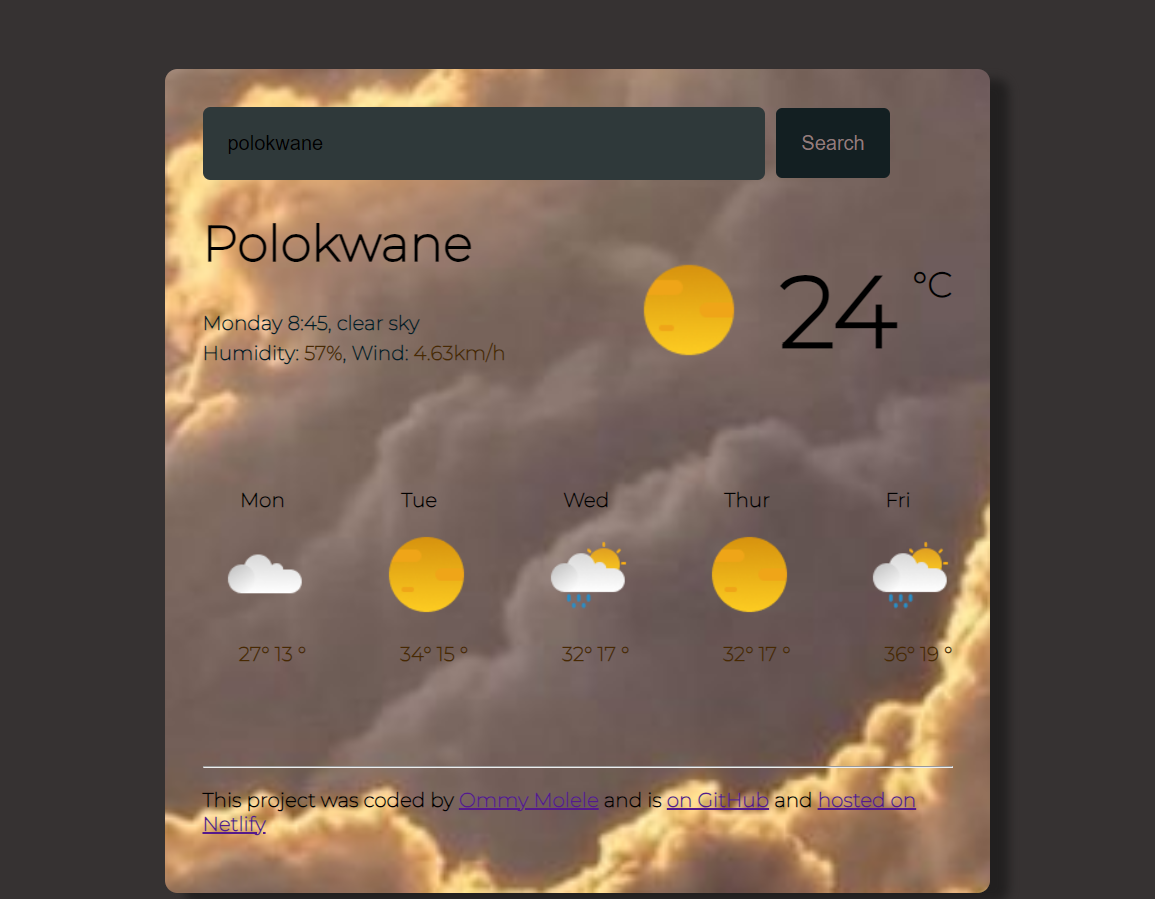 polokwane
Search
Polokwane
Monday 8:45, clear sky
Humidity: 57%, Wind: 4.63km/h
24 °C
Mon Tue Wed Thur Fri
27° 13 ° 34° 15 ° 32° 17 ° 32° 17 ° 36° 19 °
This project was coded by Ommy Molele and is on GitHub and hosted on
Netlify